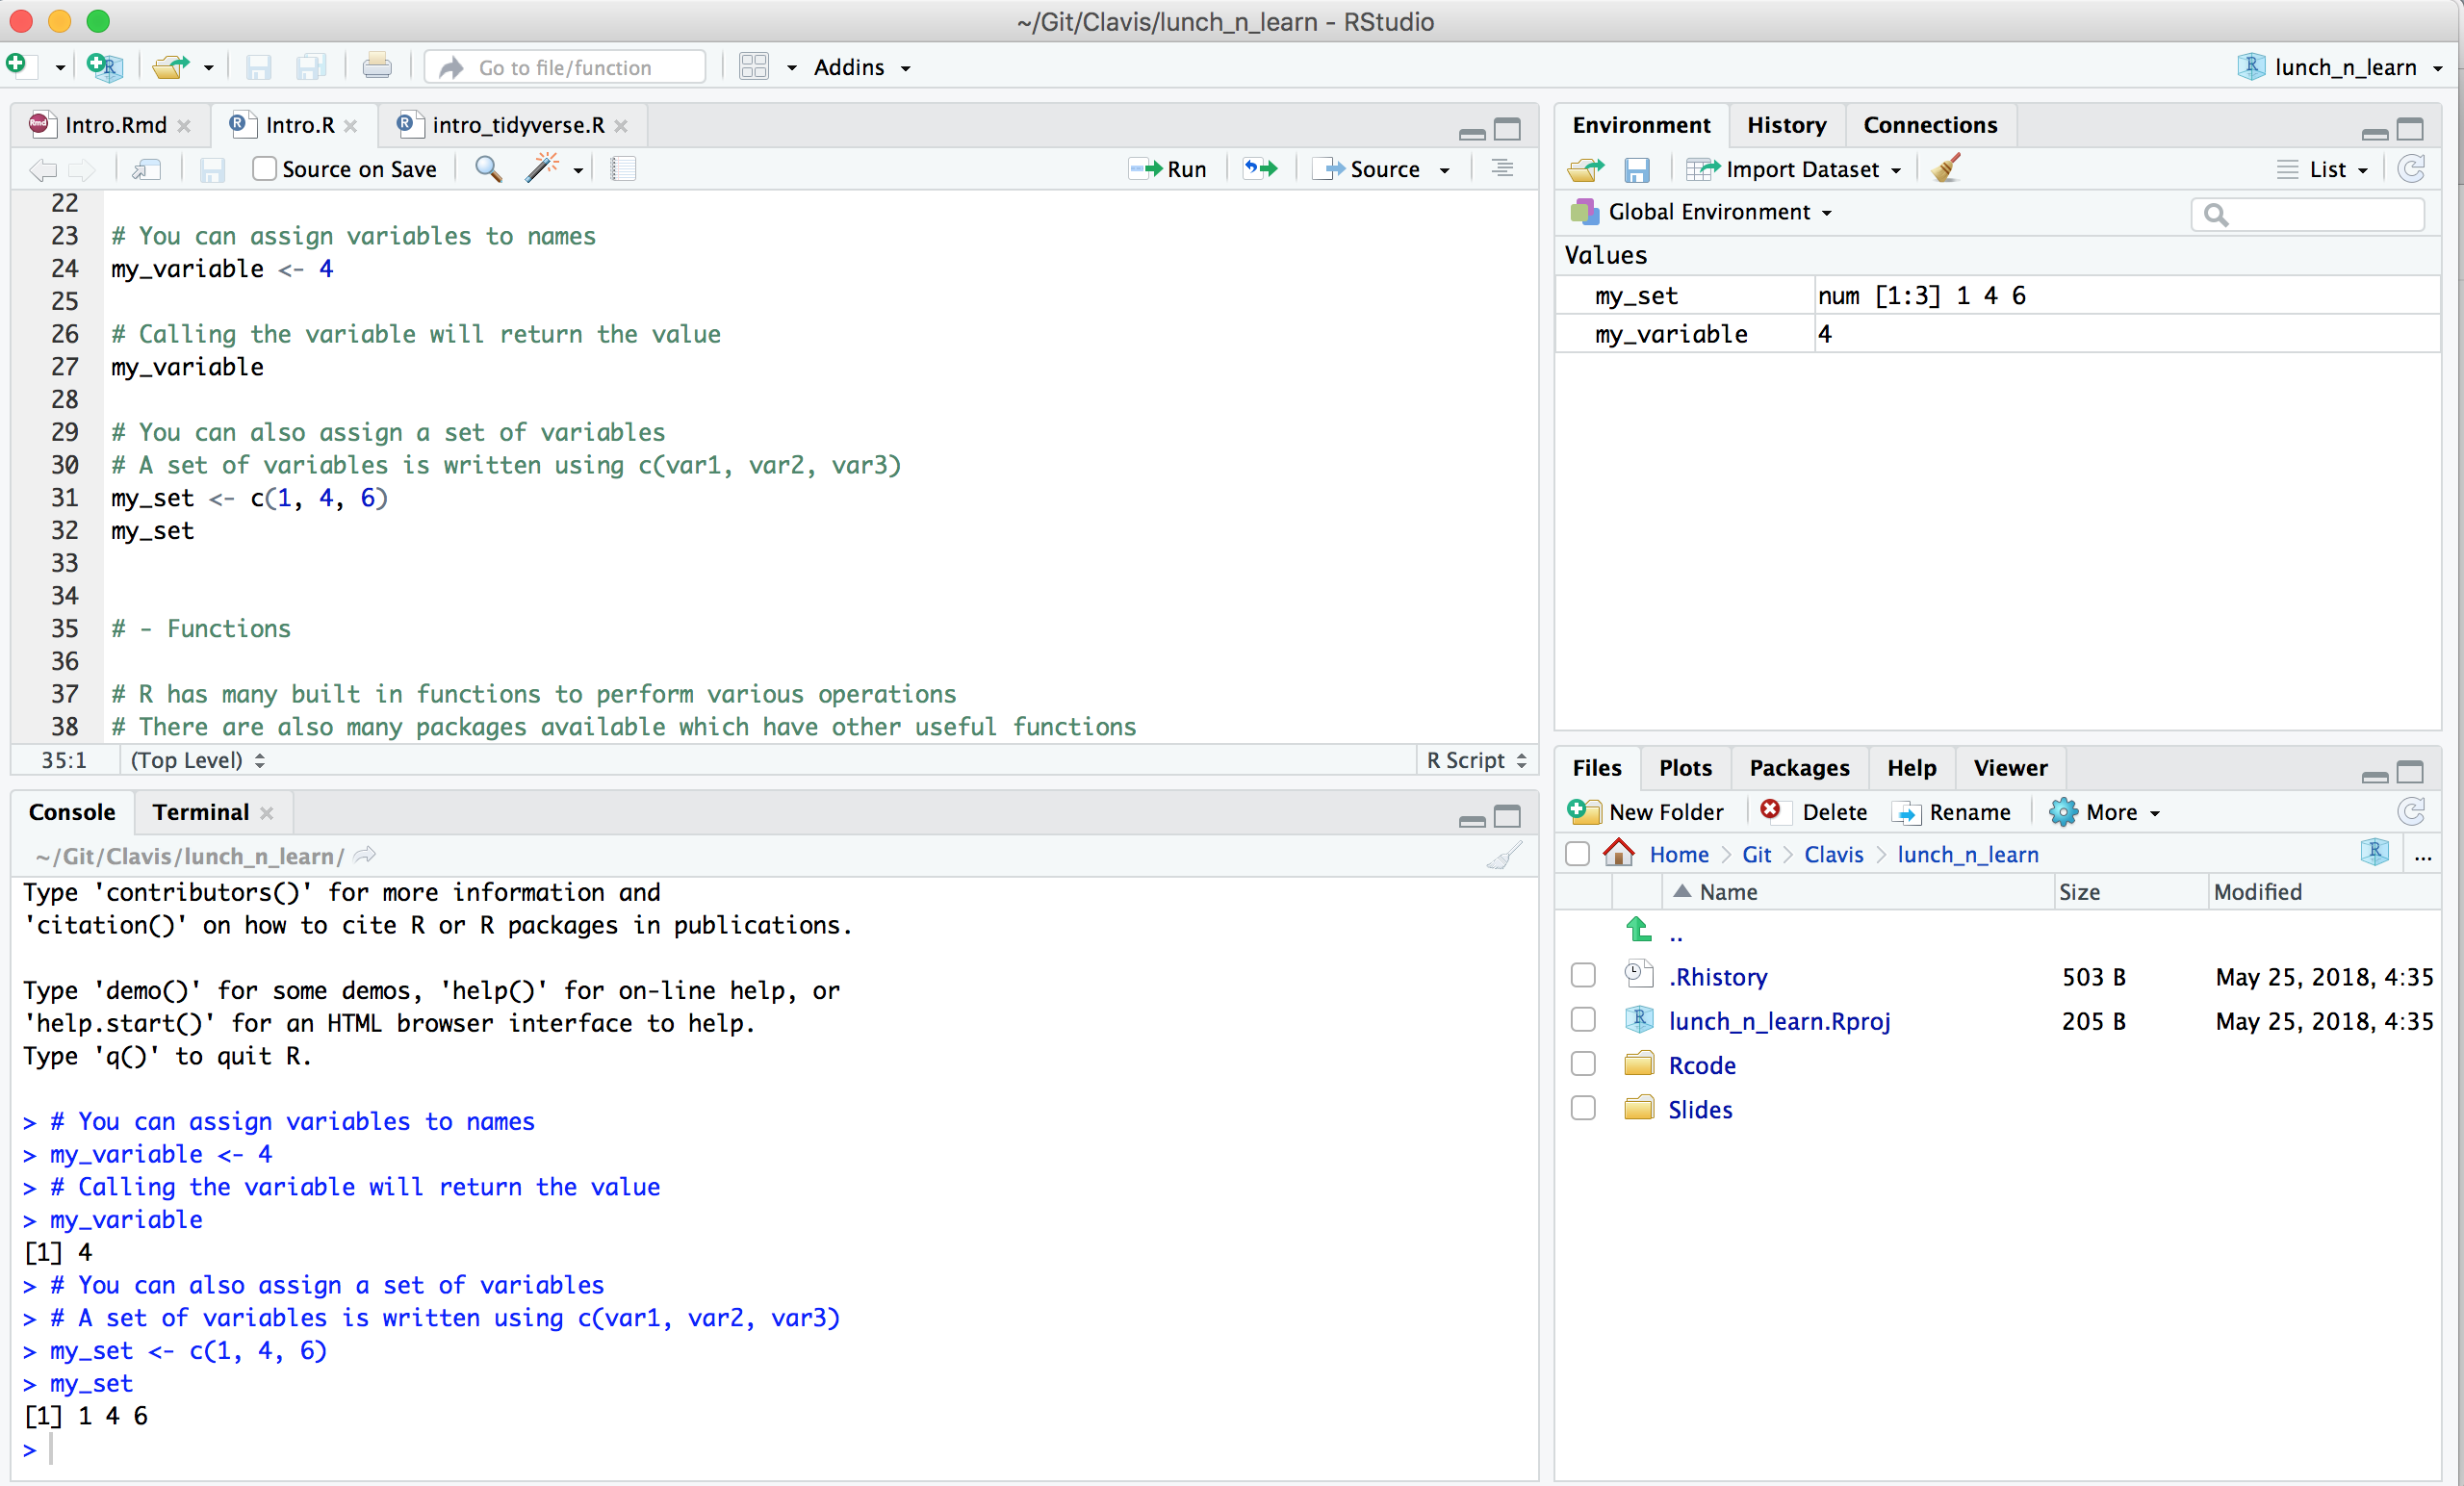 ~/Git/Clavis/lunch_n_learn - RStudio
Go to file/function
Addins
lunch_n_learn
Intro.Rmd
Intro.R
intro_tidyverse.R
Source on Save
Run
Source
22
23 # You can assign variables to names
24 my_variable <- 4
25
26 # Calling the variable will return the value
27 my_variable
28
29 # You can also assign a set of variables
30 # A set of variables is written using c(var1, var2, var3)
31 my_set <- c(1, 4, 6)
32 my_set
33
34
35 # - Functions
36
37 # R has many built in functions to perform various operations
38 # There are also many packages available which have other useful functions
35:1 (Top Level) R Script
Console Terminal
~/Git/Clavis/lunch_n_learn/
Type 'contributors()' for more information and
'citation()' on how to cite R or R packages in publications.
Type 'demo()' for some demos, 'help()' for on-line help, or
'help.start()' for an HTML browser interface to help.
Type 'q()' to quit R.
> # You can assign variables to names
> my_variable <- 4
> # Calling the variable will return the value
> my_variable
[1] 4
> # You can also assign a set of variables
> # A set of variables is written using c(var1, var2, var3)
> my_set <- c(1, 4, 6)
> my_set
[1] 1 4 6
>
Environment History Connections
Import Dataset List
Global Environment
Values
my_set num [1:3] 1 4 6
my_variable 4
Files Plots Packages Help Viewer
New Folder Delete Rename More
Home Git Clavis lunch_n_learn ...
Name Size Modified
..
.Rhistory 503 B May 25, 2018, 4:35
lunch_n_learn.Rproj 205 B May 25, 2018, 4:35
Rcode
Slides